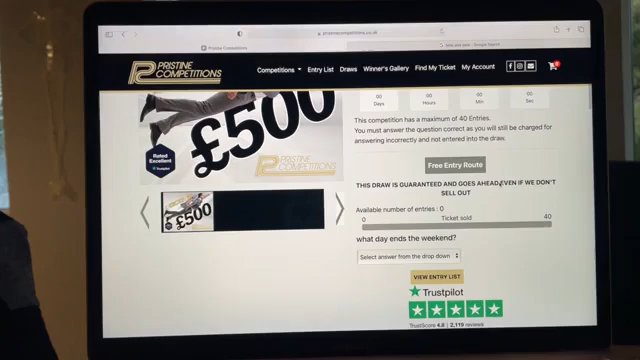 pristinecompetitions.co.uk
Pristine Competitions
PRISTINE
COMPETITIONS
Competitions
Entry List
Draws
Winner's Gallery
Find My Ticket
My Account
£500
Rated
Excellent
Trustpilot
PRISTINE
COMPETITIONS
£500
00 00 00
Days Hours Min Sec
This competition has a maximum of 40 Entries.
You must answer the question correct as you will still be charged for
answering incorrectly and not entered into the draw.
Free Entry Route
THIS DRAW IS GUARANTEED AND GOES AHEAD EVEN IF WE DON'T
SELL OUT
Available number of entries : 0
0 Ticket sold 40
what day ends the weekend?
Select answer from the drop down
VIEW ENTRY LIST
Trustpilot
TrustScore 4.8 | 2,119 reviews